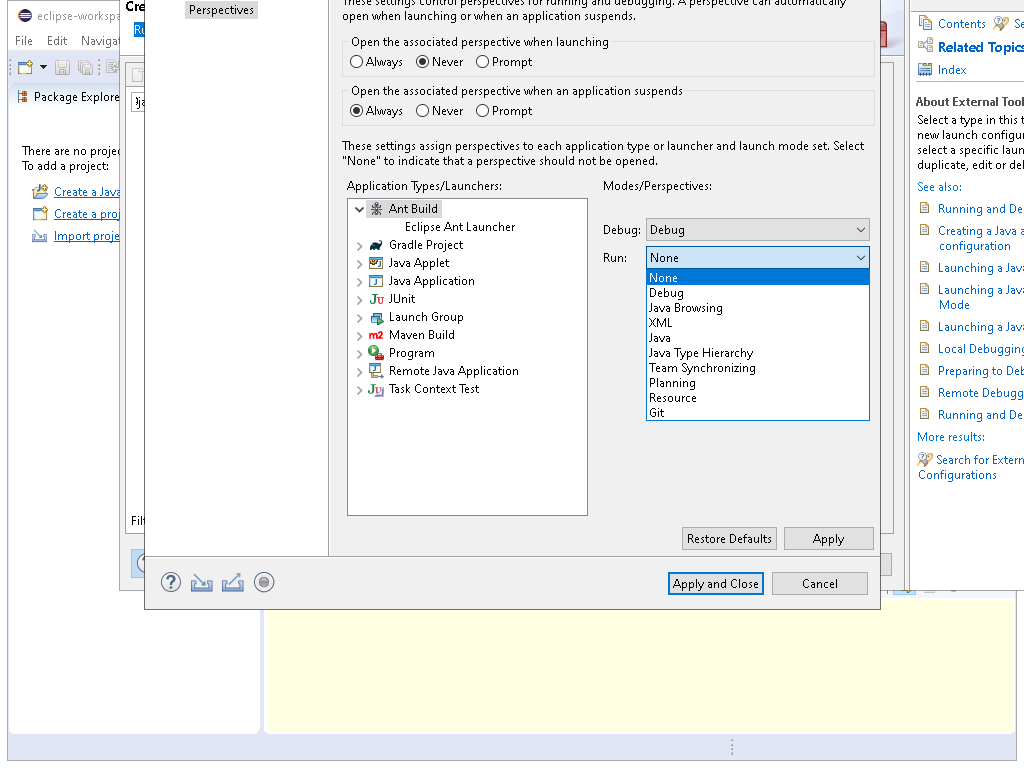 Perspectives
These settings control perspectives for running and debugging. A perspective can automatically
open when launching or when an application suspends.
Open the associated perspective when launching
Always
Never
Prompt
Open the associated perspective when an application suspends
Always
Never
Prompt
These settings assign perspectives to each application type or launcher and launch mode set. Select
"None" to indicate that a perspective should not be opened.
Application Types/Launchers:
Ant Build
Eclipse Ant Launcher
Gradle Project
Java Applet
Java Application
JUnit
Launch Group
Maven Build
Program
Remote Java Application
Task Context Test
Modes/Perspectives:
Debug: Debug
Run: None
None
Debug
Java Browsing
XML
Java
Java Type Hierarchy
Team Synchronizing
Planning
Resource
Git
Restore Defaults
Apply
Apply and Close
Cancel
eclipse-workspa
File Edit Navigat
Package Explore
There are no proje
To add a project:
Create a Java
Create a proj
Import proje
Cre
Filt
Contents
Se
Related Topics
Index
About External Tool
Select a type in this t
new launch configur
select a specific laun
duplicate, edit or del
See also:
Running and De
Creating a Java a
configuration
Launching a Java
Launching a Java
Mode
Launching a Java
Local Debugging
Preparing to Deb
Remote Debugg
Running and De
More results:
Search for Extern
Configurations